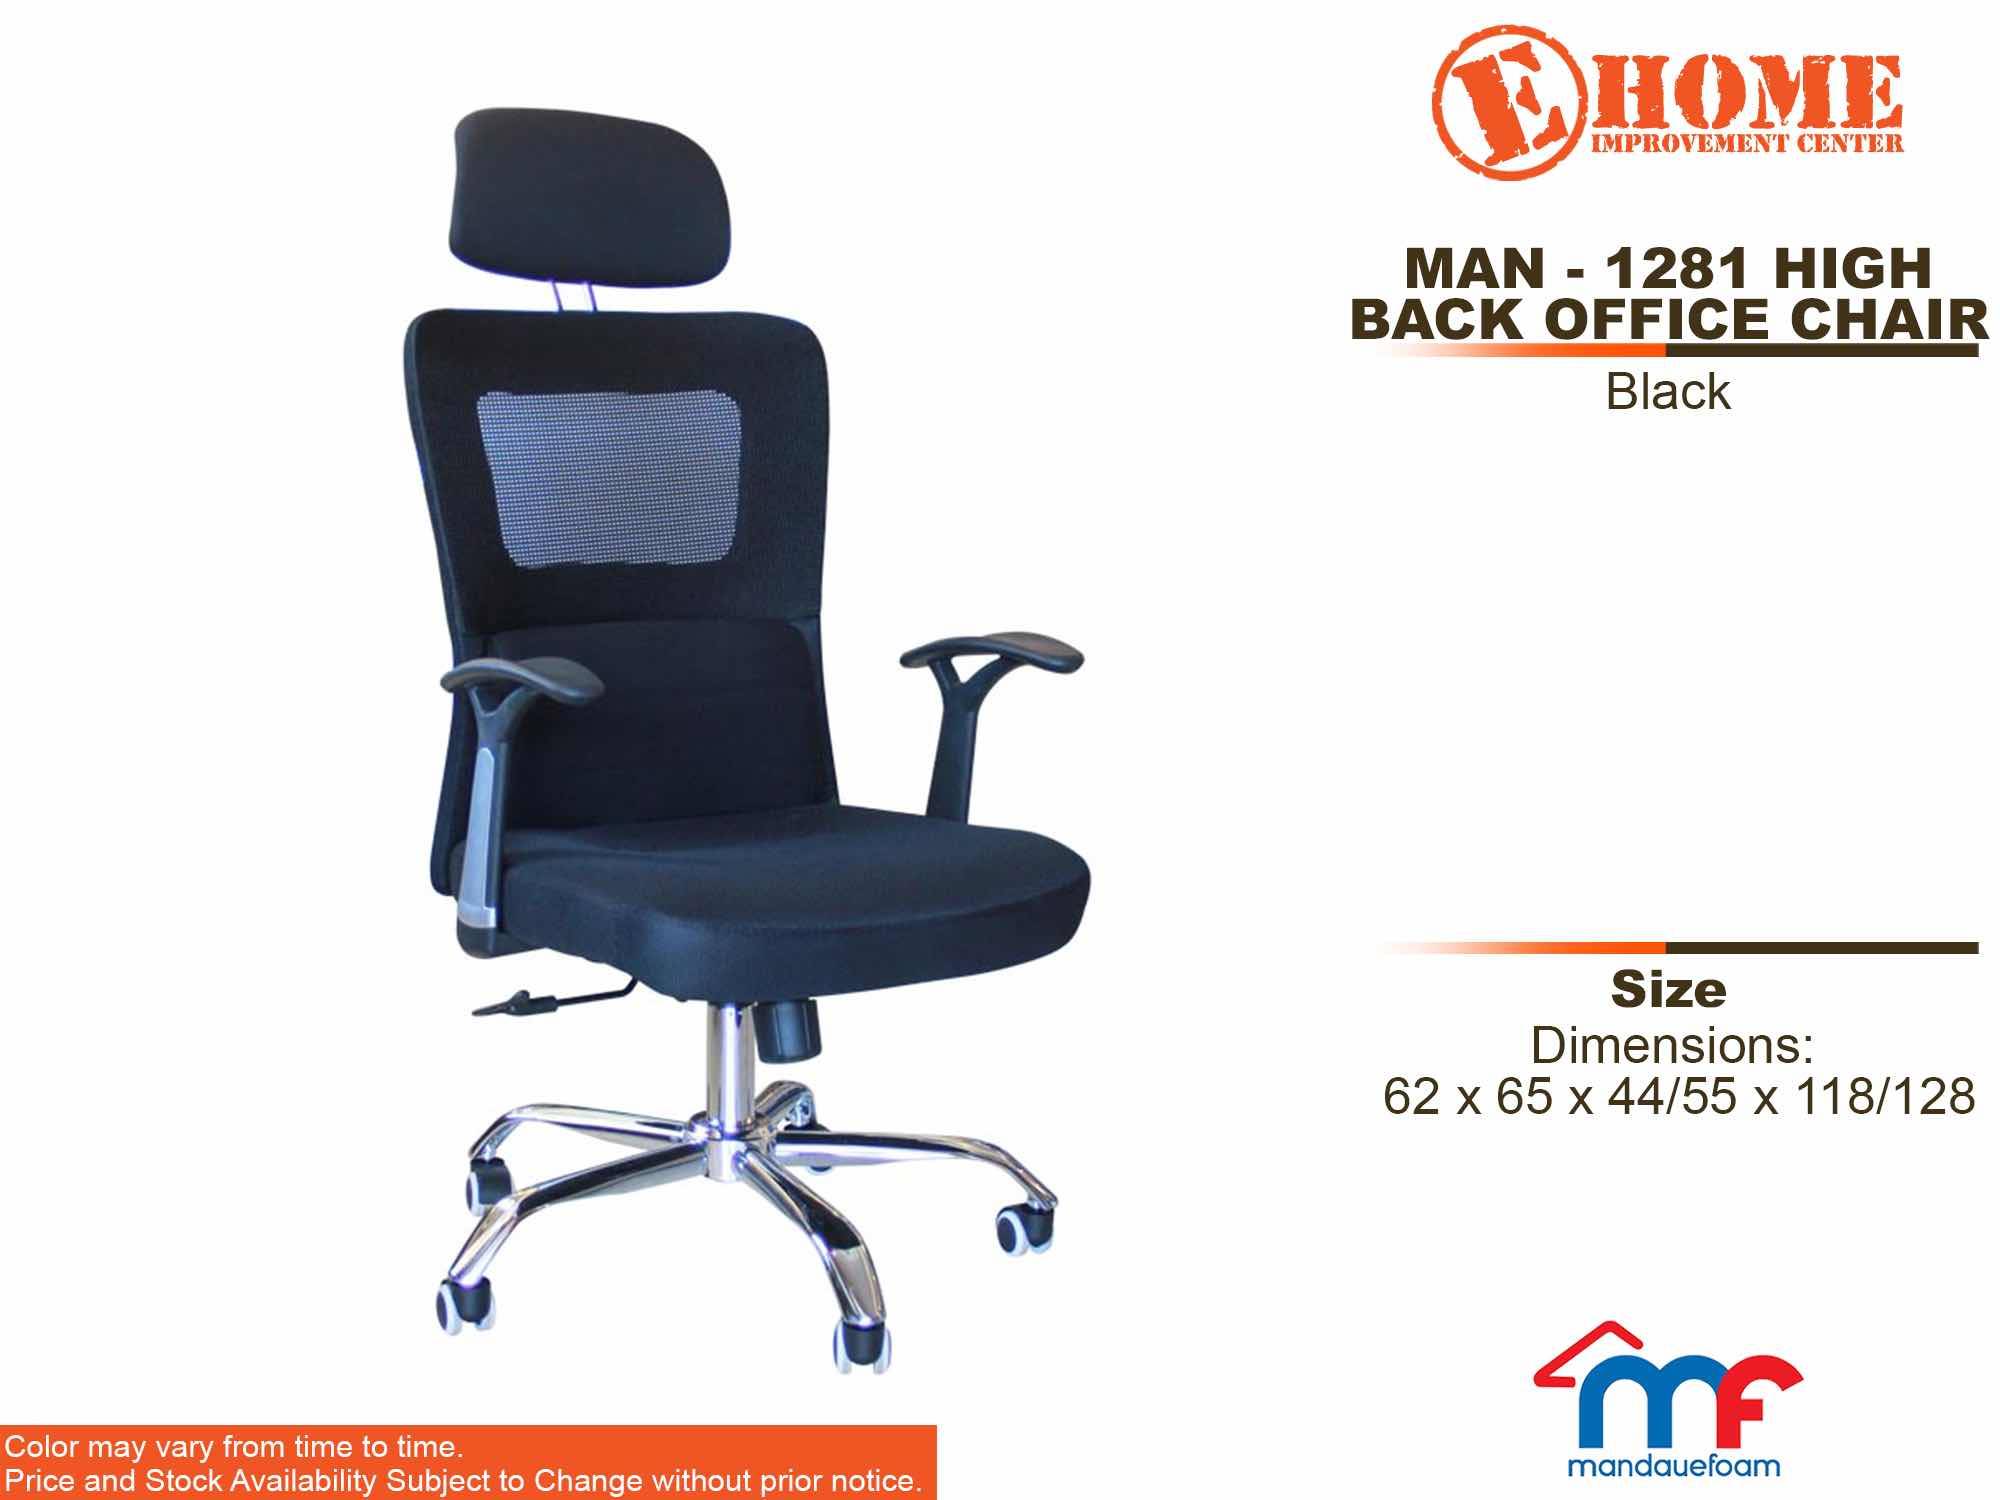 E HOME
IMPROVEMENT CENTER
MAN - 1281 HIGH
BACK OFFICE CHAIR
Black
Size
Dimensions:
62 x 65 x 44/55 x 118/128
mf
mandauefoam
Color may vary from time to time.
Price and Stock Availability Subject to Change without prior notice.